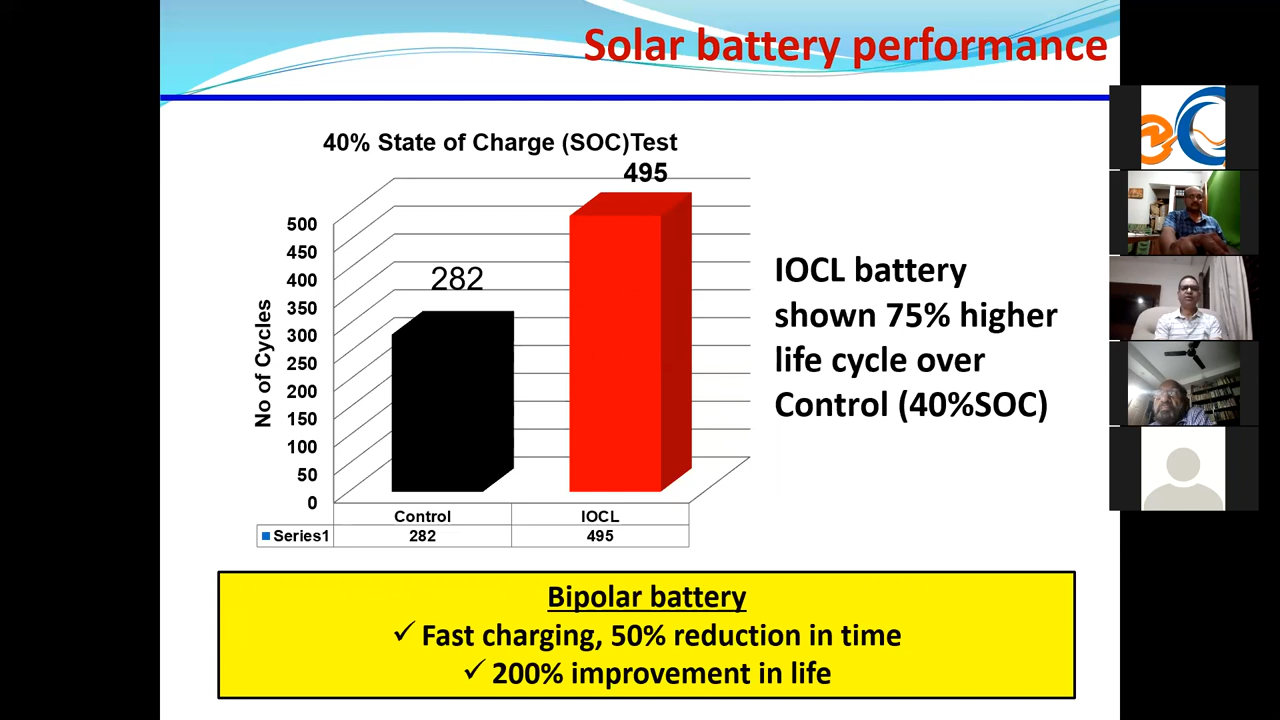 Solar battery performance
40% State of Charge (SOC)Test
495
282
500
450
400
350
300
250
200
150
100
50
0
No of Cycles
Control
IOCL
Series1
282
495
IOCL battery
shown 75% higher
life cycle over
Control (40%SOC)
Bipolar battery
✓ Fast charging, 50% reduction in time
✓ 200% improvement in life